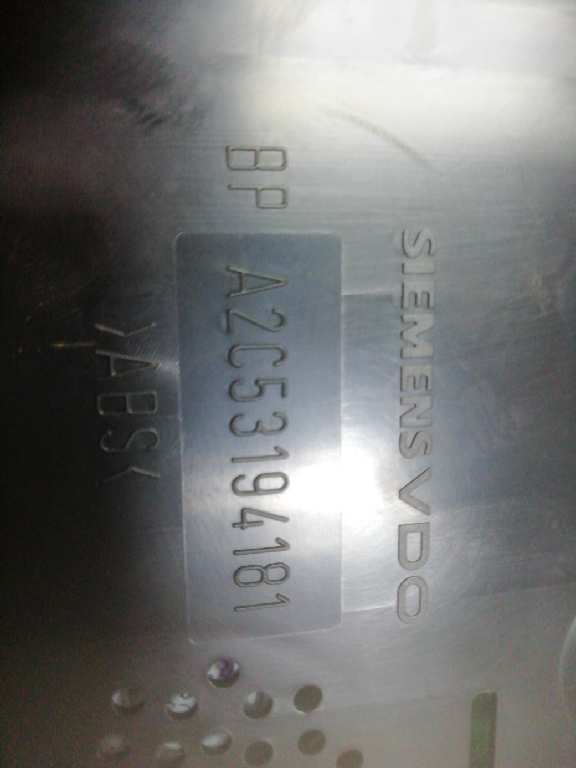 SIEMENS VDO
BP A2C53194181
>ABS<